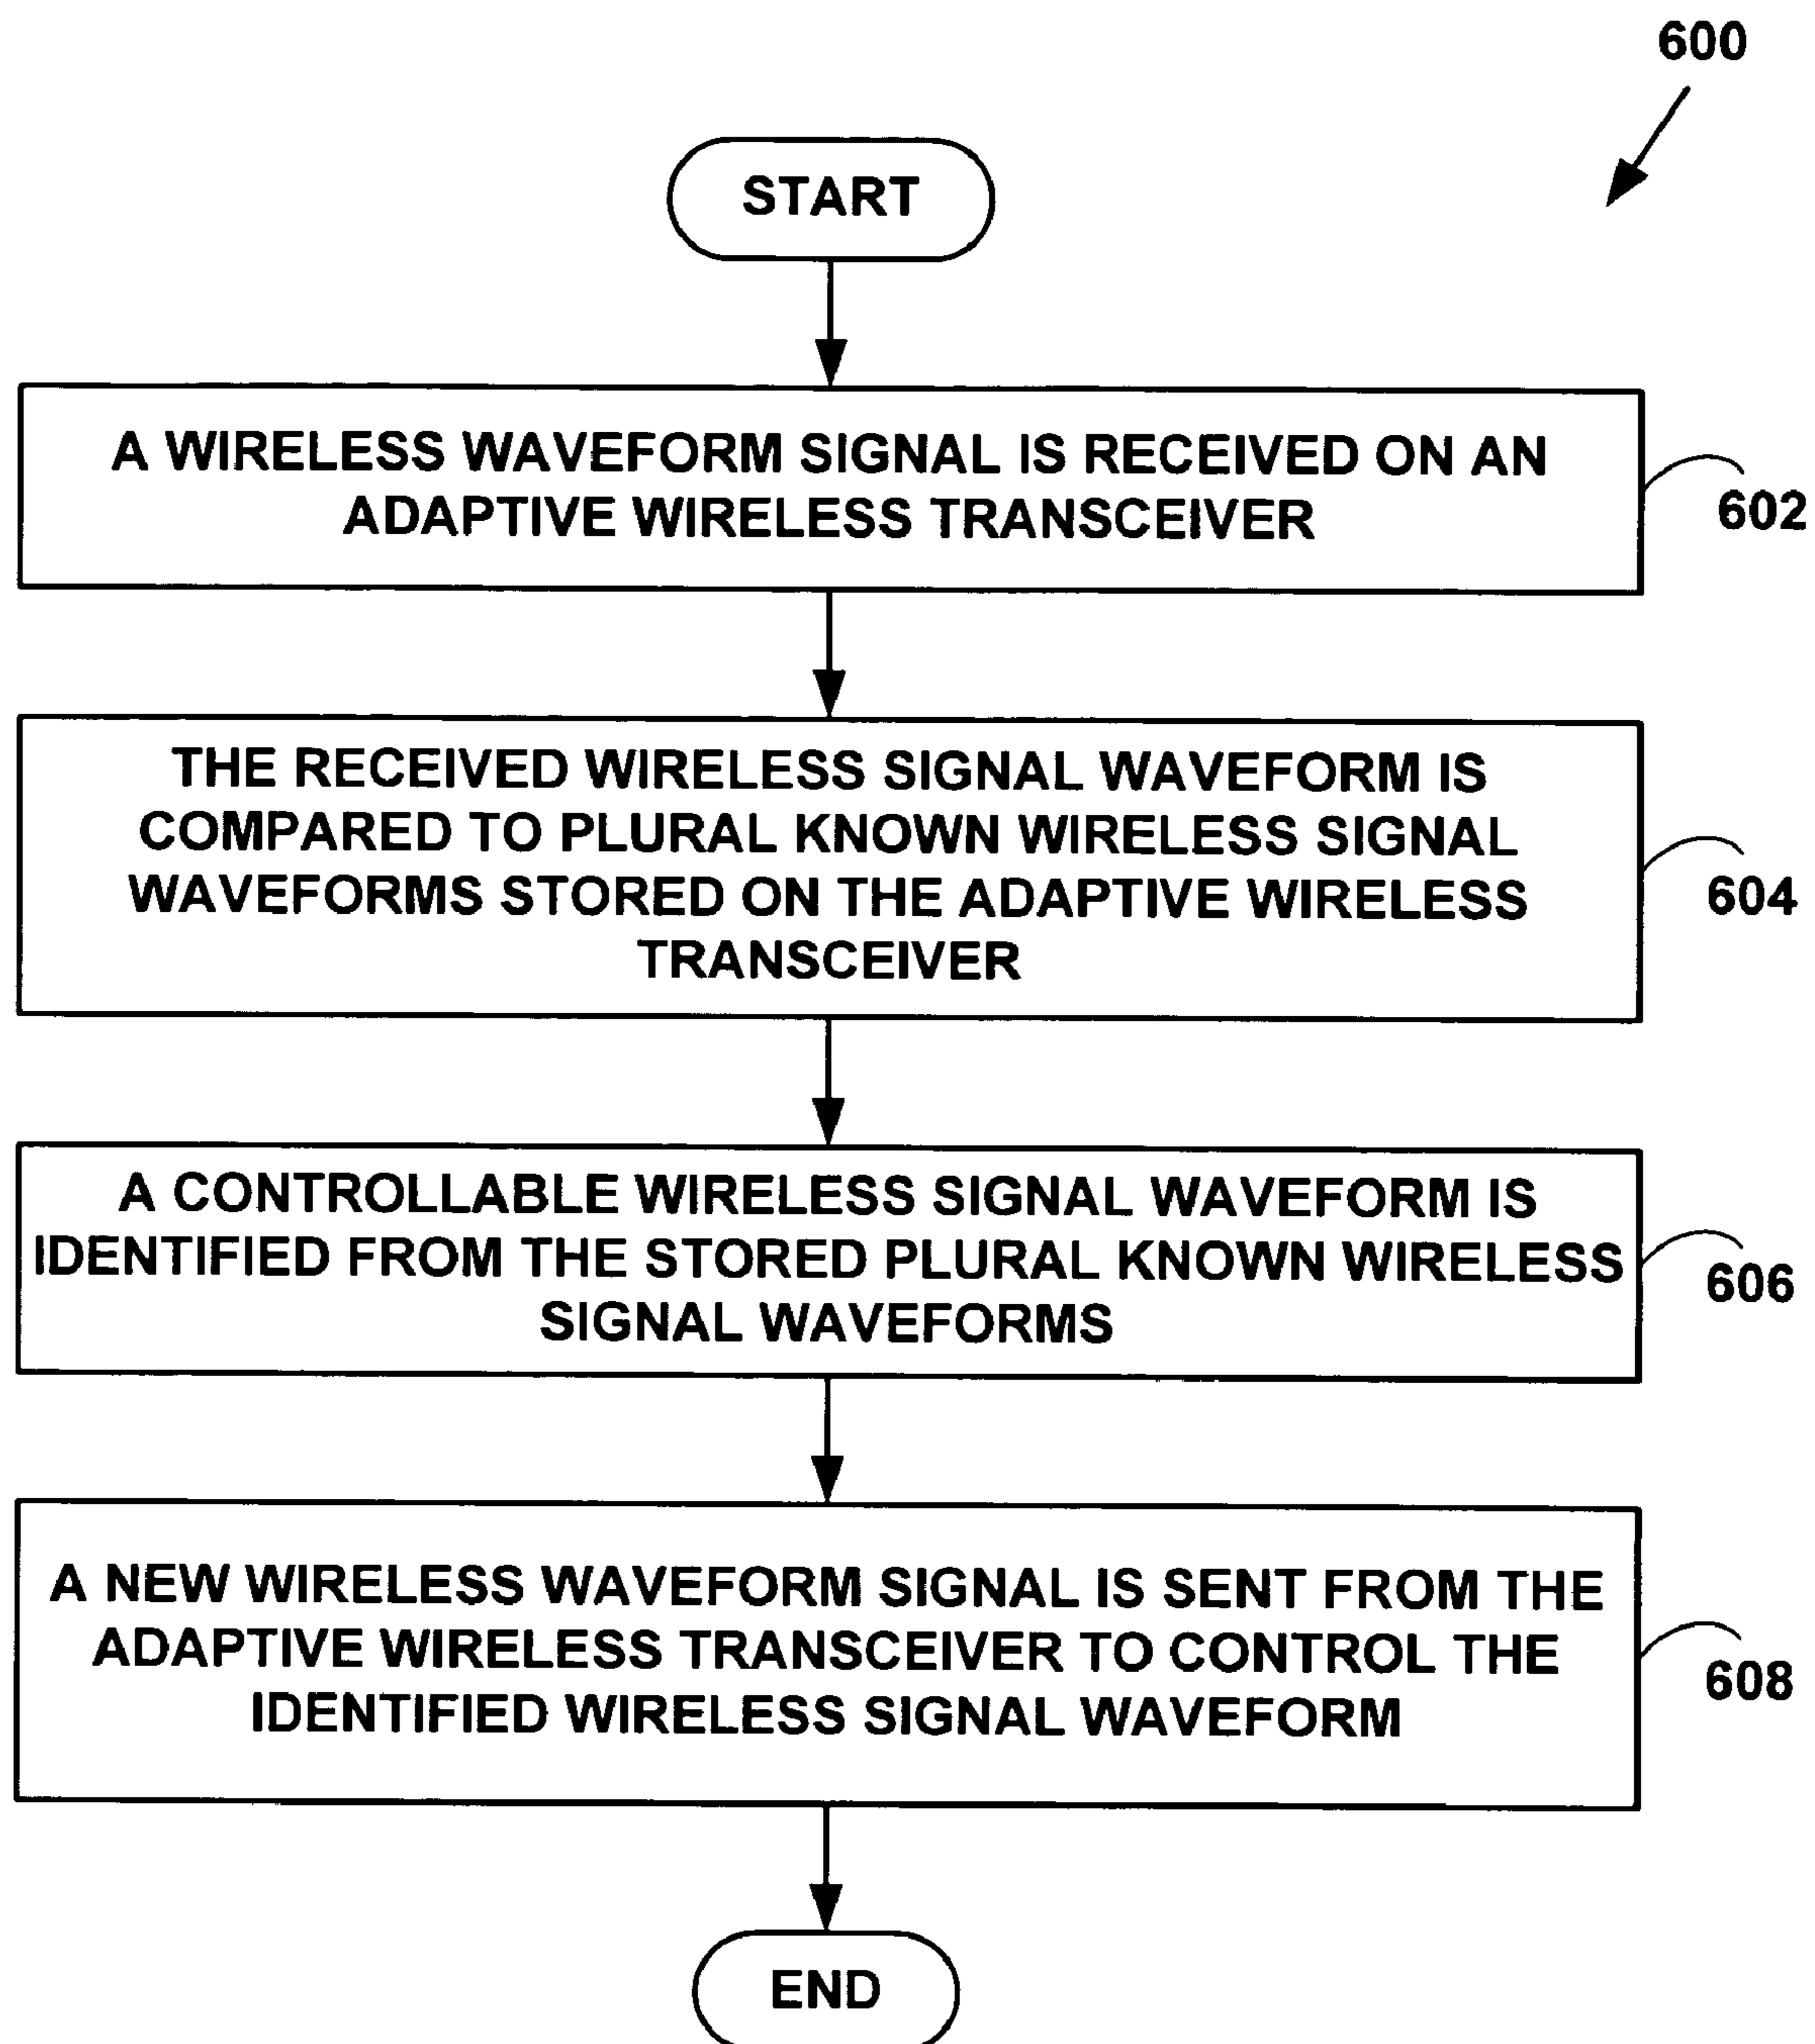 600
START
A WIRELESS WAVEFORM SIGNAL IS RECEIVED ON AN
ADAPTIVE WIRELESS TRANSCEIVER
602
THE RECEIVED WIRELESS SIGNAL WAVEFORM IS
COMPARED TO PLURAL KNOWN WIRELESS SIGNAL
WAVEFORMS STORED ON THE ADAPTIVE WIRELESS
TRANSCEIVER
604
A CONTROLLABLE WIRELESS SIGNAL WAVEFORM IS
IDENTIFIED FROM THE STORED PLURAL KNOWN WIRELESS
SIGNAL WAVEFORMS
606
A NEW WIRELESS WAVEFORM SIGNAL IS SENT FROM THE
ADAPTIVE WIRELESS TRANSCEIVER TO CONTROL THE
IDENTIFIED WIRELESS SIGNAL WAVEFORM
608
END